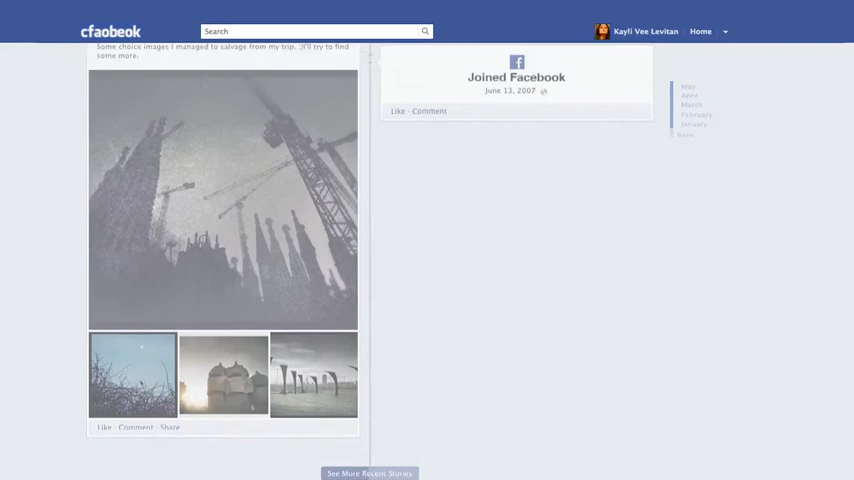 cfaobeok
Search
Kayli Vee Levitan
Home
Some choice images I managed to salvage from my trip. :)I'll try to find
some more.
Joined Facebook
June 13, 2007
Like · Comment
May
April
March
February
January
Like · Comment · Share
See More Recent Stories